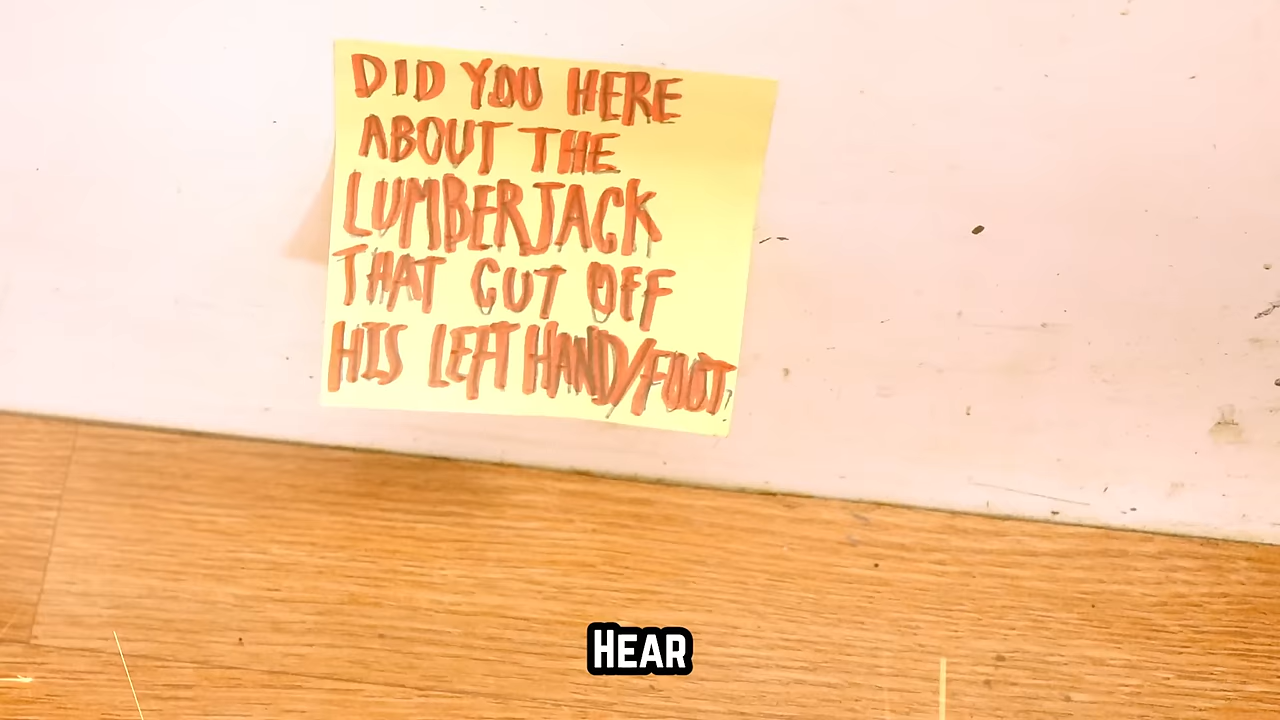 DID YOU HERE
ABOUT THE
LUMBERJACK
THAT CUT OFF
HIS LEFT HAND/FOOT?
HEAR